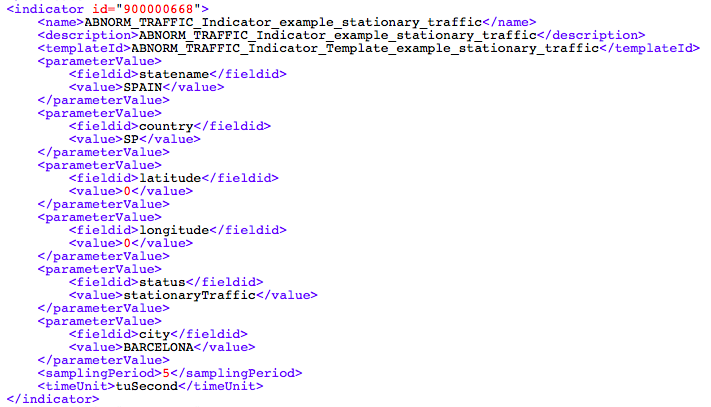 <indicator id="900000668">
<name>ABNORM_TRAFFIC_Indicator_example_stationary_traffic</name>
<description>ABNORM_TRAFFIC_Indicator_example_stationary_traffic</description>
<templateId>ABNORM_TRAFFIC_Indicator_Template_example_stationary_traffic</templateId>
<parameterValue>
<fieldid>statename</fieldid>
<value>SPAIN</value>
</parameterValue>
<parameterValue>
<fieldid>country</fieldid>
<value>SP</value>
</parameterValue>
<parameterValue>
<fieldid>latitude</fieldid>
<value>0</value>
</parameterValue>
<parameterValue>
<fieldid>longitude</fieldid>
<value>0</value>
</parameterValue>
<parameterValue>
<fieldid>status</fieldid>
<value>stationaryTraffic</value>
</parameterValue>
<parameterValue>
<fieldid>city</fieldid>
<value>BARCELONA</value>
</parameterValue>
<samplingPeriod>5</samplingPeriod>
<timeUnit>tuSecond</timeUnit>
</indicator>